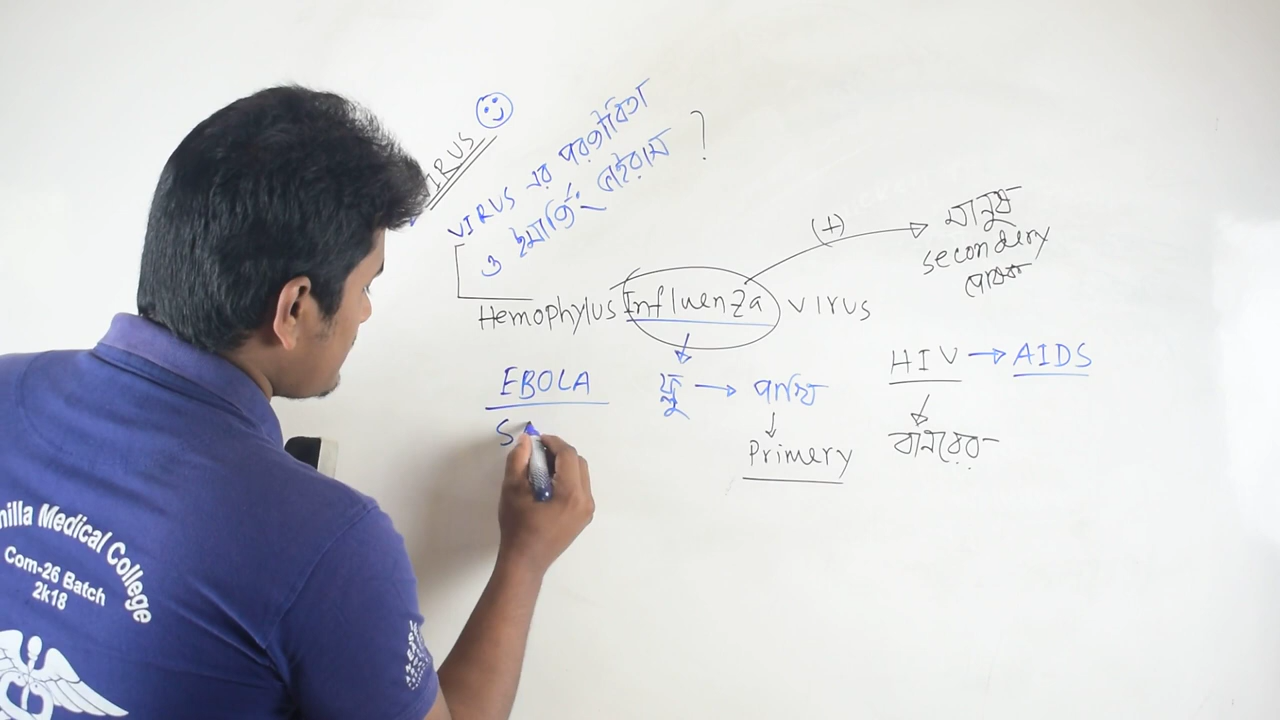 VIRUS
VIRUS এর পরজীবিতা
ও ইমার্জিং ভাইরাস ?
Hemophylus Influenza virus
(+)
মানুষ
secondery
পোষক
EBOLA
S
ফ্লু → পাখি
Primery
HIV → AIDS
বানরের
nilla Medical College
Com-26 Batch
2k18